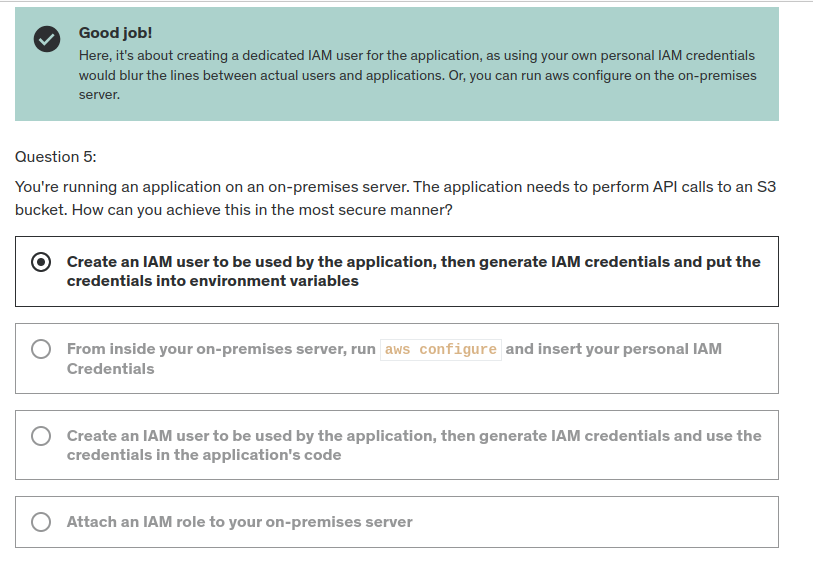 Good job!
Here, it's about creating a dedicated IAM user for the application, as using your own personal IAM credentials
would blur the lines between actual users and applications. Or, you can run aws configure on the on-premises
server.
Question 5:
You're running an application on an on-premises server. The application needs to perform API calls to an S3
bucket. How can you achieve this in the most secure manner?
Create an IAM user to be used by the application, then generate IAM credentials and put the
credentials into environment variables
From inside your on-premises server, run aws configure and insert your personal IAM
Credentials
Create an IAM user to be used by the application, then generate IAM credentials and use the
credentials in the application's code
Attach an IAM role to your on-premises server